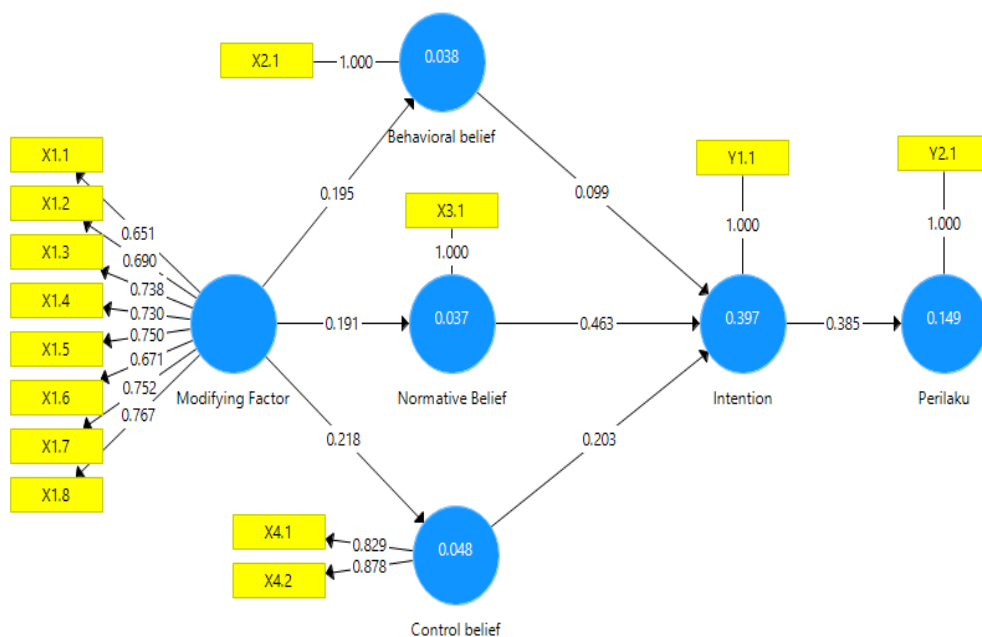 X2.1
1.000
0.038
Behavioral belief
X1.1
X1.2
X1.3
X1.4
X1.5
X1.6
X1.7
X1.8
0.651
0.690
0.738
0.730
0.750
0.671
0.752
0.767
Modifying Factor
0.195
0.191
0.218
X3.1
1.000
0.037
Normative Belief
X4.1
X4.2
0.829
0.878
0.048
Control belief
0.099
0.463
0.203
Y1.1
1.000
0.397
Intention
0.385
Y2.1
1.000
0.149
Perilaku